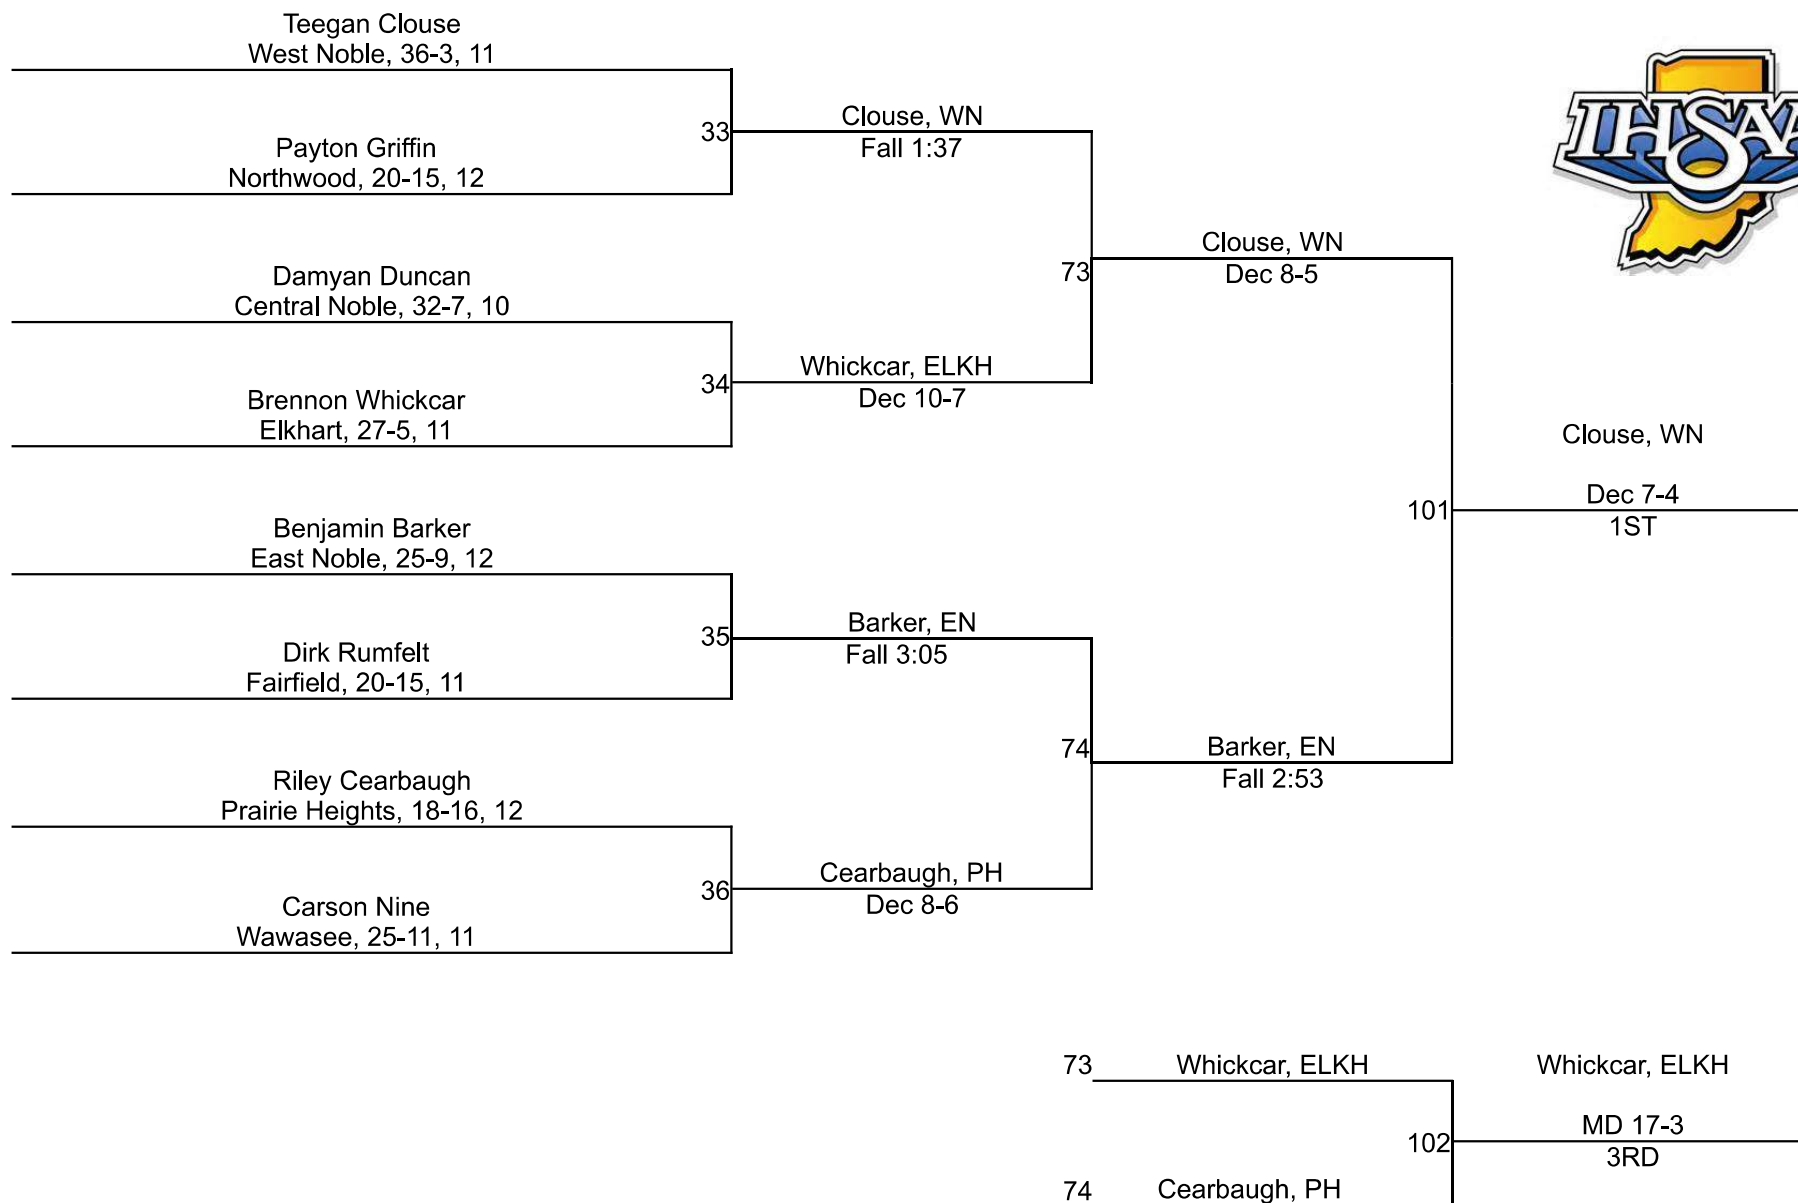 Teegan Clouse
West Noble, 36-3, 11
Payton Griffin
Northwood, 20-15, 12
Damyan Duncan
Central Noble, 32-7, 10
Brennon Whickcar
Elkhart, 27-5, 11
Benjamin Barker
East Noble, 25-9, 12
Dirk Rumfelt
Fairfield, 20-15, 11
Riley Cearbaugh
Prairie Heights, 18-16, 12
Carson Nine
Wawasee, 25-11, 11
33
34
35
36
Clouse, WN
Fall 1:37
Whickcar, ELKH
Dec 10-7
Barker, EN
Fall 3:05
Cearbaugh, PH
Dec 8-6
73
74
Clouse, WN
Dec 8-5
Barker, EN
Fall 2:53
101
Clouse, WN
Dec 7-4
1ST
IHSAA
73
Whickcar, ELKH
74
Cearbaugh, PH
102
Whickcar, ELKH
MD 17-3
3RD